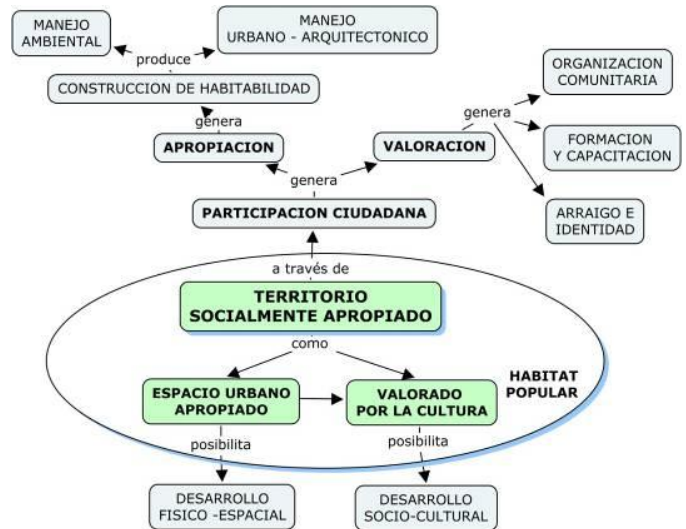 MANEJO
AMBIENTAL
MANEJO
URBANO - ARQUITECTONICO
produce
CONSTRUCCION DE HABITABILIDAD
genera
APROPIACION
VALORACION
genera
ORGANIZACION
COMUNITARIA
FORMACION
Y CAPACITACION
ARRAIGO E
IDENTIDAD
genera
PARTICIPACION CIUDADANA
a través de
TERRITORIO
SOCIALMENTE APROPIADO
como
ESPACIO URBANO
APROPIADO
VALORADO
POR LA CULTURA
HABITAT
POPULAR
posibilita
posibilita
DESARROLLO
FISICO -ESPACIAL
DESARROLLO
SOCIO-CULTURAL